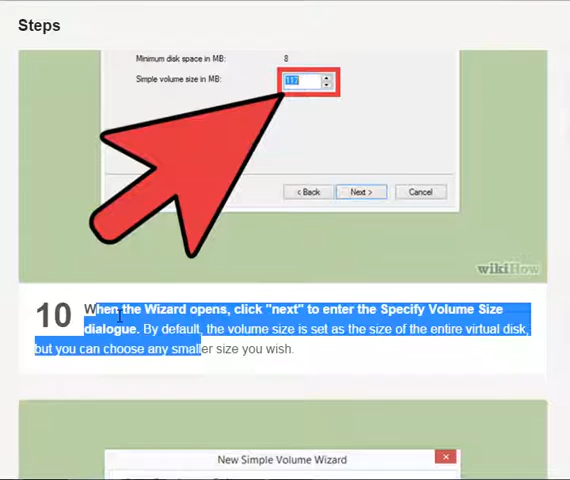 Steps
Minimum disk space in MB:
8
Simple volume size in MB:
117
< Back
Next >
Cancel
wikiHow
10
When the Wizard opens, click "next" to enter the Specify Volume Size
dialogue. By default, the volume size is set as the size of the entire virtual disk,
but you can choose any smaller size you wish.
New Simple Volume Wizard